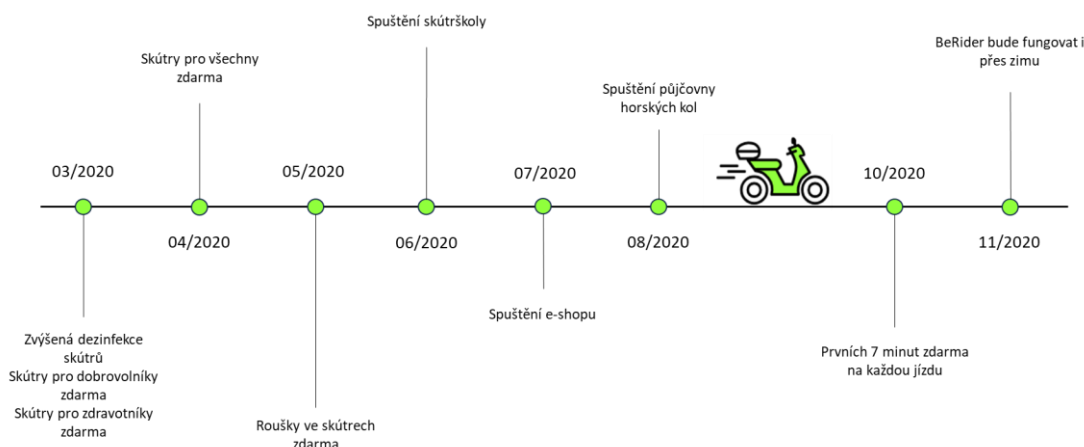 Spuštění skútrškoly
BeRider bude fungovat i
přes zimu
Skútry pro všechny
zdarma
Spuštění půjčovny
horských kol
03/2020
05/2020
07/2020
10/2020
04/2020
06/2020
08/2020
11/2020
Spuštění e-shopu
Zvýšená dezinfekce
skútrů
Skútry pro dobrovolníky
zdarma
Skútry pro zdravotníky
zdarma
Prvních 7 minut zdarma
na každou jízdu
Roušky ve skútrech
zdarma